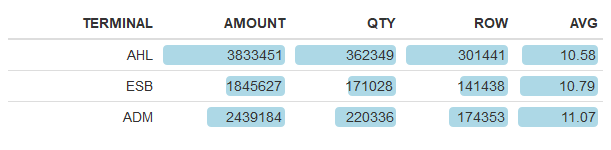 TERMINAL AMOUNT QTY ROW AVG
AHL 3833451 362349 301441 10.58
ESB 1845627 171028 141438 10.79
ADM 2439184 220336 174353 11.07